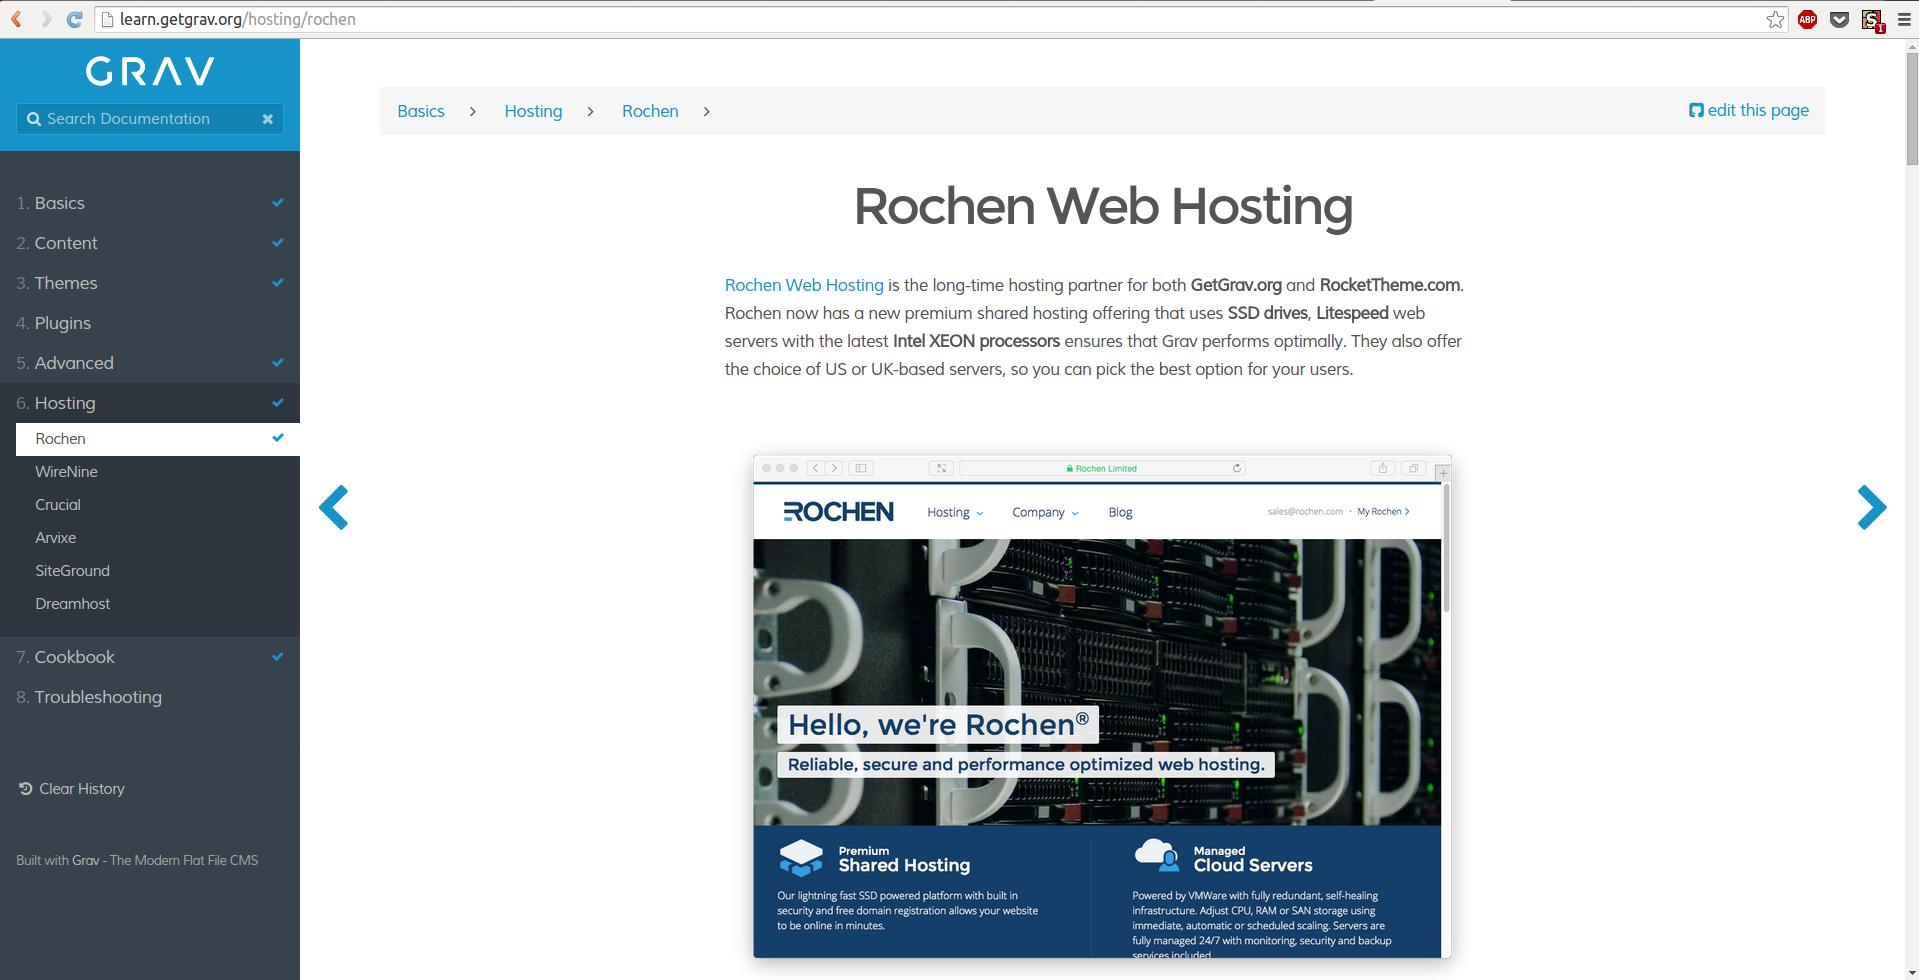 learn.getgrav.org/hosting/rochen
ABP
S
1
GRAV
Search Documentation
1. Basics
2. Content
3. Themes
4. Plugins
5. Advanced
6. Hosting
Rochen
WireNine
Crucial
Arvixe
SiteGround
Dreamhost
7. Cookbook
8. Troubleshooting
Clear History
Built with Grav - The Modern Flat File CMS
Basics > Hosting > Rochen >
edit this page
Rochen Web Hosting
Rochen Web Hosting is the long-time hosting partner for both GetGrav.org and RocketTheme.com.
Rochen now has a new premium shared hosting offering that uses SSD drives, Litespeed web
servers with the latest Intel XEON processors ensures that Grav performs optimally. They also offer
the choice of US or UK-based servers, so you can pick the best option for your users.
Rochen Limited
ROCHEN
Hosting
Company
Blog
sales@rochen.com · My Rochen >
Hello, we're Rochen®
Reliable, secure and performance optimized web hosting.
Premium
Shared Hosting
Our lightning fast SSD powered platform with built in
security and free domain registration allows your website
to be online in minutes.
Managed
Cloud Servers
Powered by VMWare with fully redundant, self-healing
infrastructure. Adjust CPU, RAM or SAN storage using
immediate, automatic or scheduled scaling. Servers are
fully managed 24/7 with monitoring, security and backup
services included.